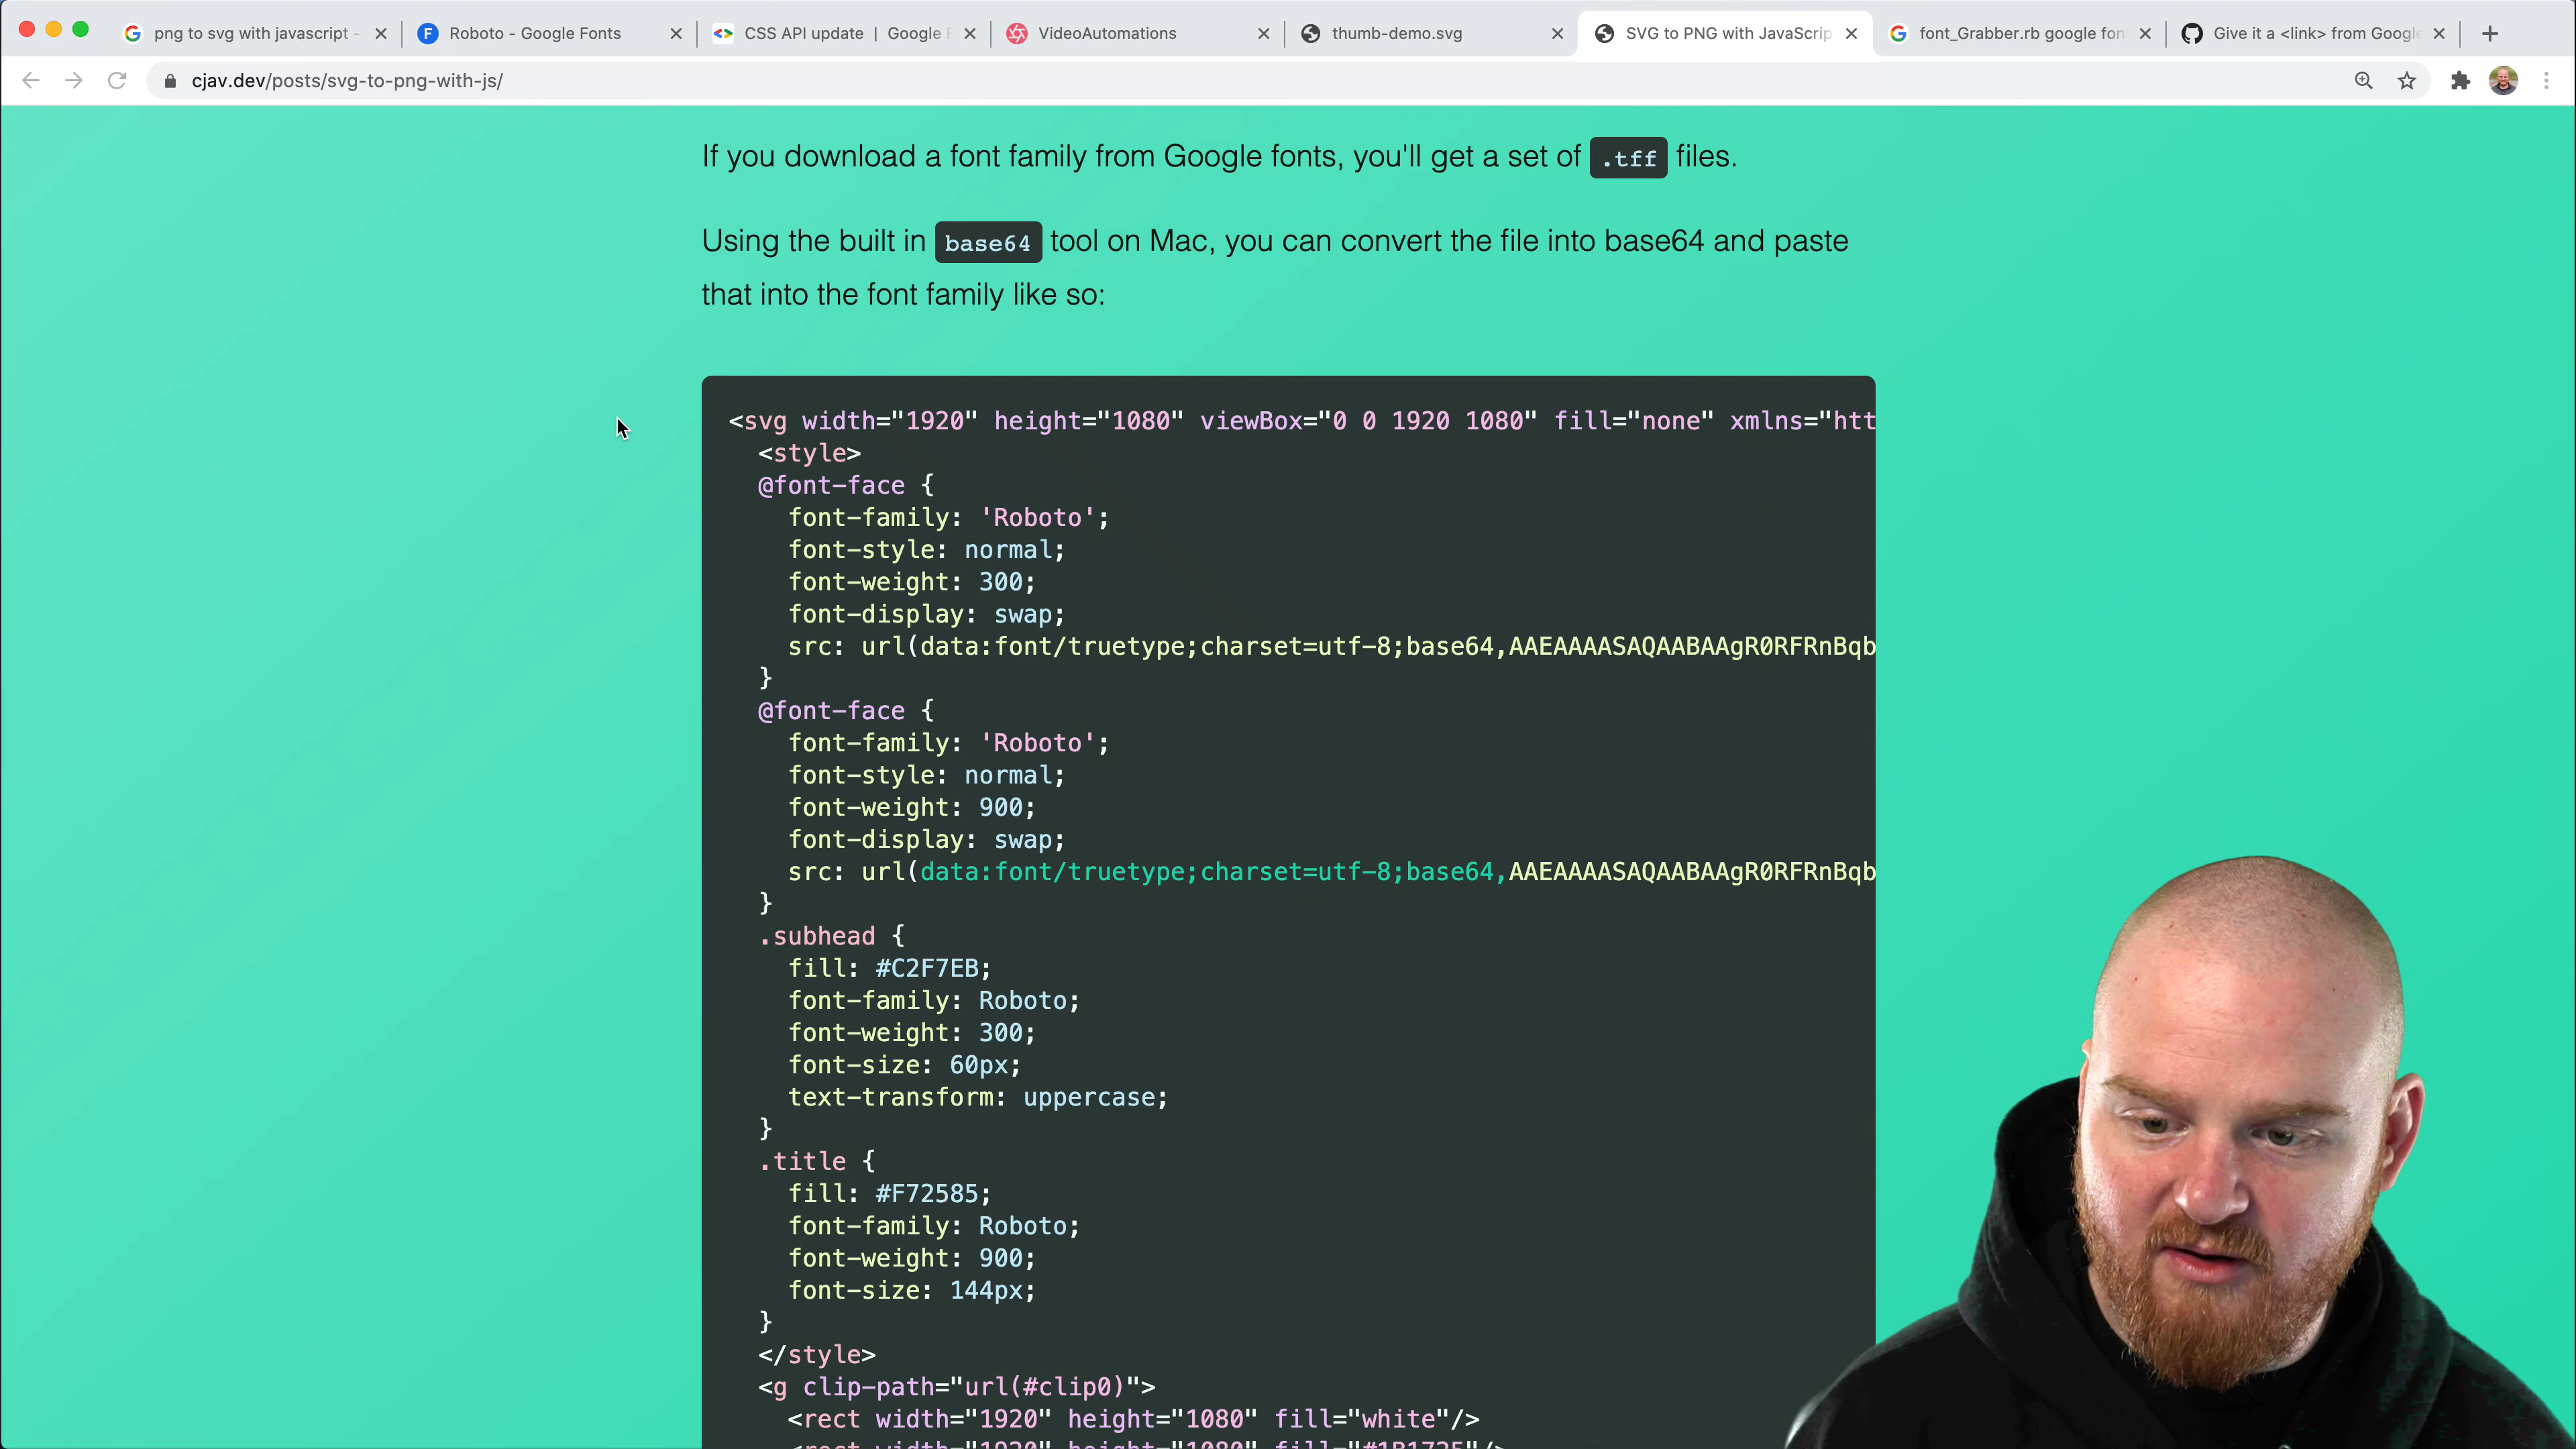 png to svg with javascript -
Roboto - Google Fonts
CSS API update | Google F
VideoAutomations
thumb-demo.svg
SVG to PNG with JavaScrip
font_Grabber.rb google fon
Give it a <link> from Google
cjav.dev/posts/svg-to-png-with-js/
If you download a font family from Google fonts, you'll get a set of .tff files.
Using the built in base64 tool on Mac, you can convert the file into base64 and paste
that into the font family like so:
<svg width="1920" height="1080" viewBox="0 0 1920 1080" fill="none" xmlns="htt
<style>
@font-face {
font-family: 'Roboto';
font-style: normal;
font-weight: 300;
font-display: swap;
src: url(data:font/truetype;charset=utf-8;base64,AAEAAAASAQAABAAgR0RFRnBqb
}
@font-face {
font-family: 'Roboto';
font-style: normal;
font-weight: 900;
font-display: swap;
src: url(data:font/truetype;charset=utf-8;base64,AAEAAAASAQAABAAgR0RFRnBqb
}
.subhead {
fill: #C2F7EB;
font-family: Roboto;
font-weight: 300;
font-size: 60px;
text-transform: uppercase;
}
.title {
fill: #F72585;
font-family: Roboto;
font-weight: 900;
font-size: 144px;
}
</style>
<g clip-path="url(#clip0)">
<rect width="1920" height="1080" fill="white"/>
<rect width="1920" height="1080" fill="#1B1725"/>